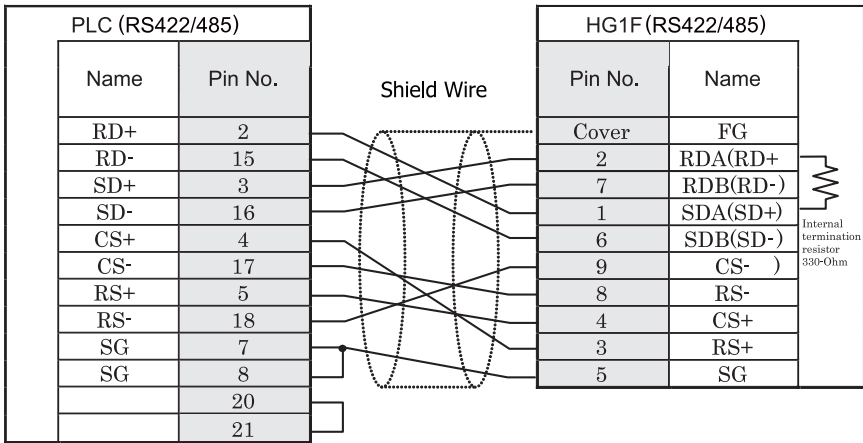 PLC (RS422/485)
Name Pin No.
RD+ 2
RD- 15
SD+ 3
SD- 16
CS+ 4
CS- 17
RS+ 5
RS- 18
SG 7
SG 8
20
21
Shield Wire
HG1F(RS422/485)
Pin No. Name
Cover FG
2 RDA(RD+
7 RDB(RD-)
1 SDA(SD+)
6 SDB(SD-)
9 CS- )
8 RS-
4 CS+
3 RS+
5 SG
Internal
termination
resistor
330-Ohm